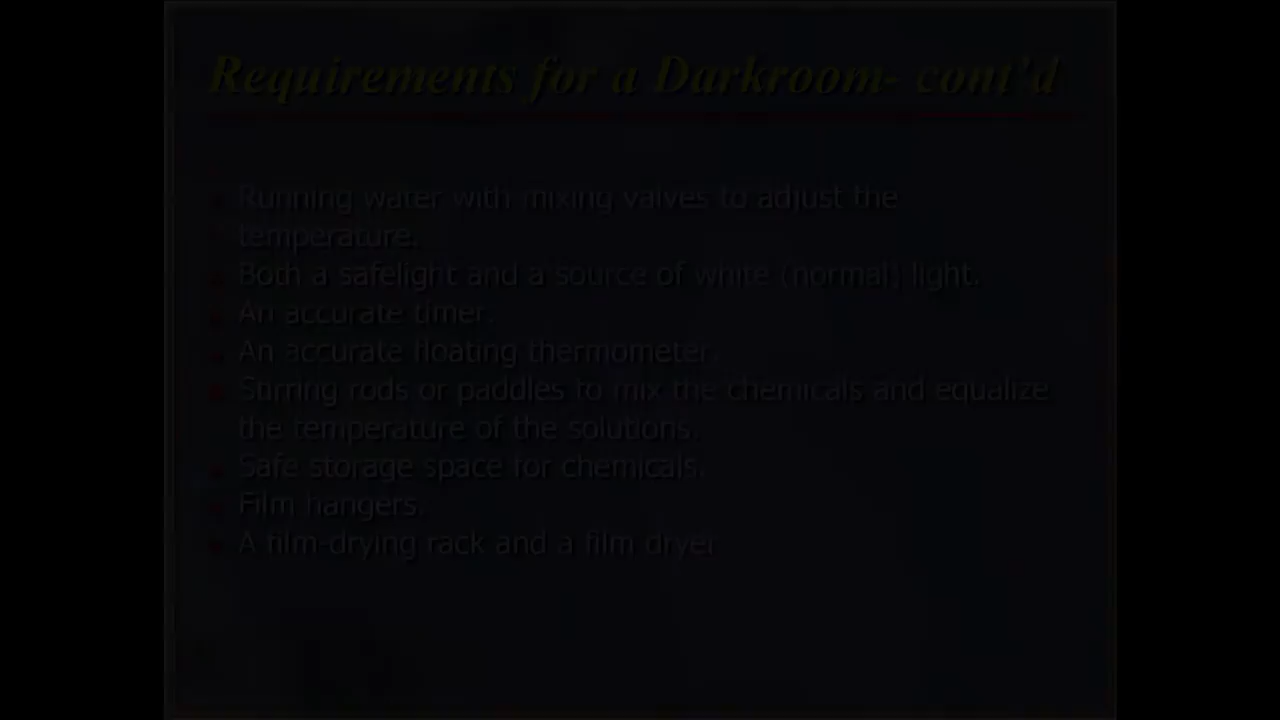 Requirements for a Darkroom- cont'd
Running water with mixing valves to adjust the
temperature.
Both a safelight and a source of white (normal) light.
An accurate timer.
An accurate floating thermometer.
Stirring rods or paddles to mix the chemicals and equalize
the temperature of the solutions.
Safe storage space for chemicals.
Film hangers.
A film-drying rack and a film dryer